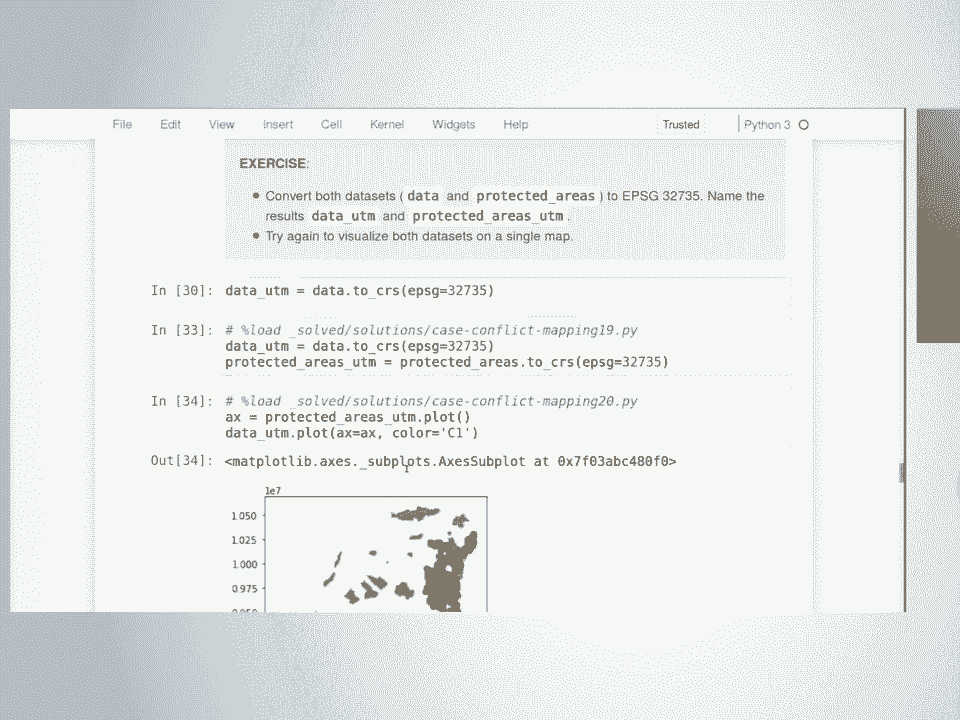 File Edit View Insert Cell Kernel Widgets Help Trusted Python 3
EXERCISE:
Convert both datasets ( data and protected_areas ) to EPSG 32735. Name the
results data_utm and protected_areas_utm .
Try again to visualize both datasets on a single map.
In [30]: data_utm = data.to_crs(epsg=32735)
In [33]: # %load _solved/solutions/case-conflict-mapping19.py
data_utm = data.to_crs(epsg=32735)
protected_areas_utm = protected_areas.to_crs(epsg=32735)
In [34]: # %load _solved/solutions/case-conflict-mapping20.py
ax = protected_areas_utm.plot()
data_utm.plot(ax=ax, color='C1')
Out[34]: <matplotlib.axes._subplots.AxesSubplot at 0x7f03abc480f0>
1e7
1.050
1.025
1.000
0.975
0.950